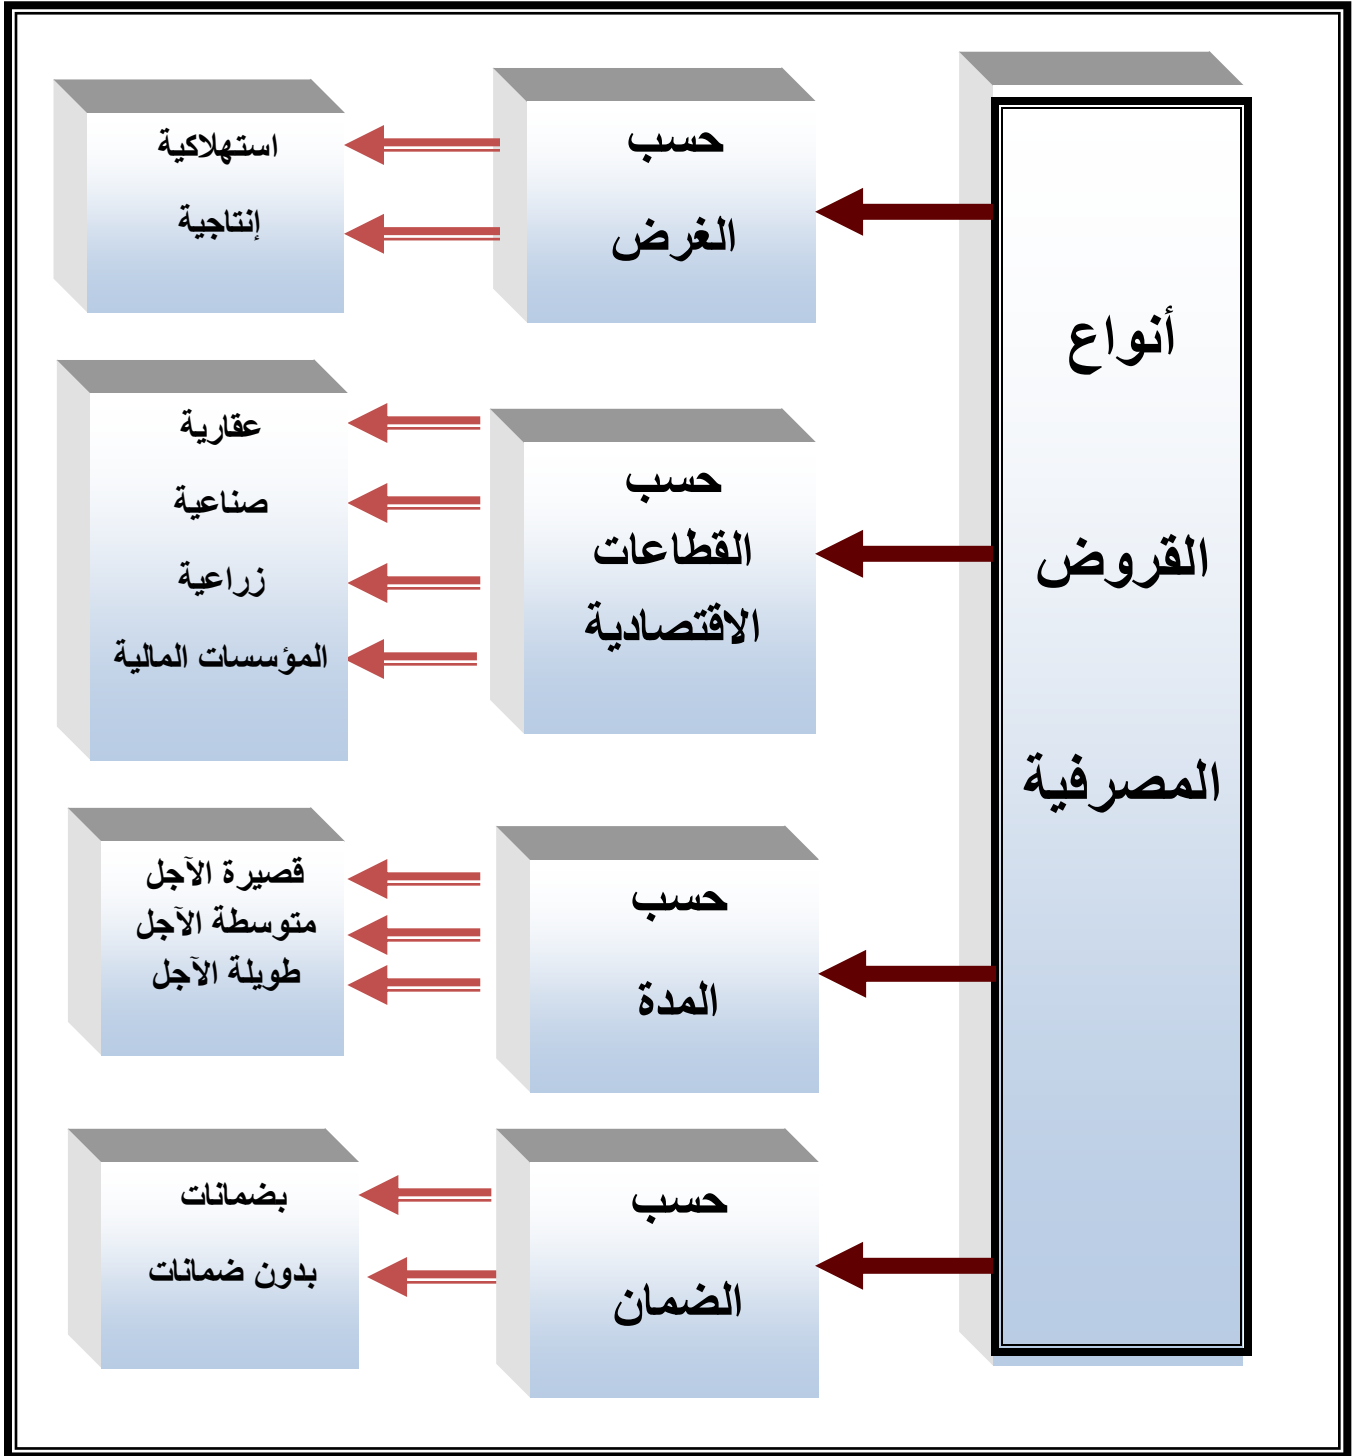 أنواع
القروض
المصرفية
حسب
الغرض
استهلاكية
إنتاجية
حسب
القطاعات
الاقتصادية
عقارية
صناعية
زراعية
المؤسسات المالية
حسب
المدة
قصيرة الآجل
متوسطة الآجل
طويلة الآجل
حسب
الضمان
بضمانات
بدون ضمانات